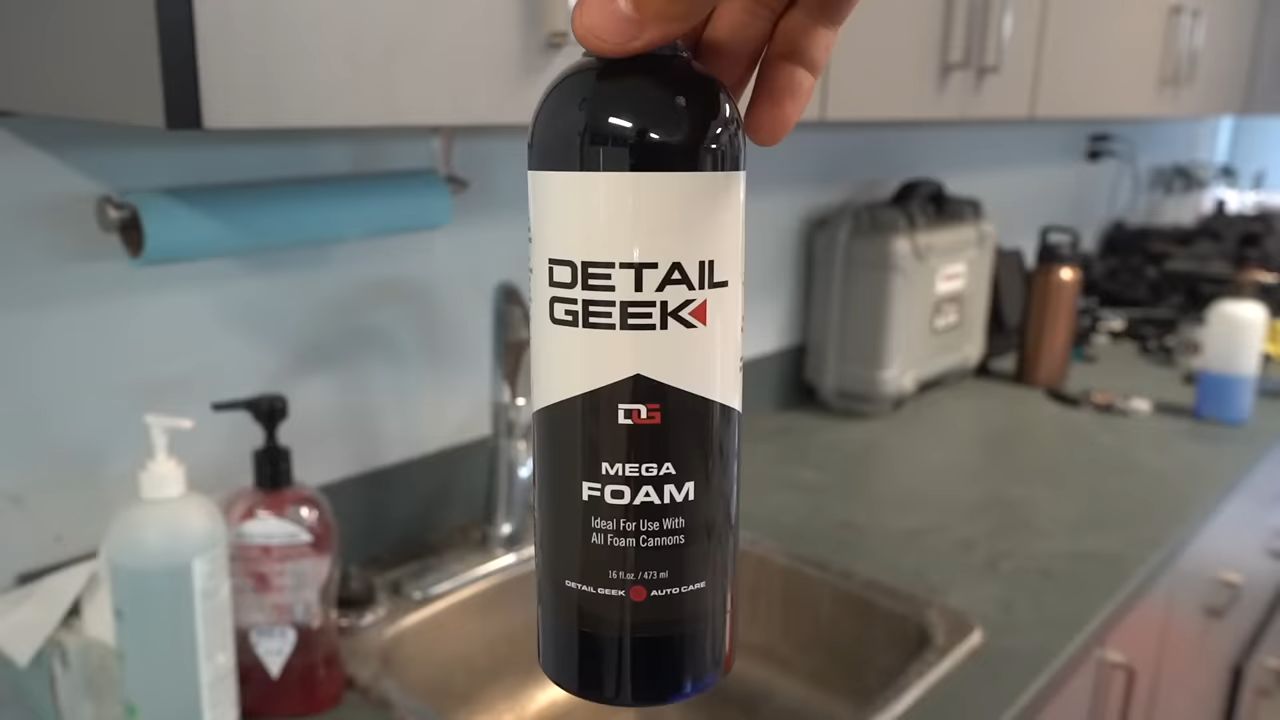 DETAIL
GEEK
DG
MEGA
FOAM
Ideal For Use With
All Foam Cannons
16 fl.oz. / 473 ml
DETAIL GEEK AUTO CARE